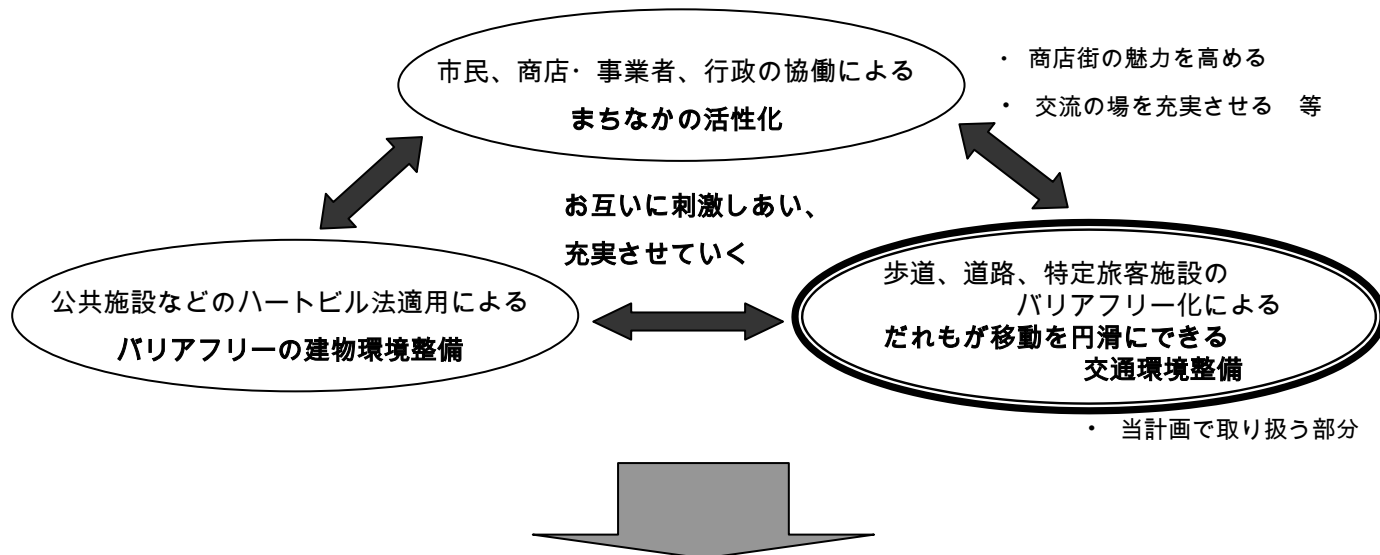 市民、商店・事業者、行政の協働による
まちなかの活性化
・ 商店街の魅力を高める
・ 交流の場を充実させる 等
お互いに刺激しあい、
充実させていく
公共施設などのハートビル法適用による
バリアフリーの建物環境整備
歩道、道路、特定旅客施設の
バリアフリー化による
だれもが移動を円滑にできる
交通環境整備
・ 当計画で取り扱う部分